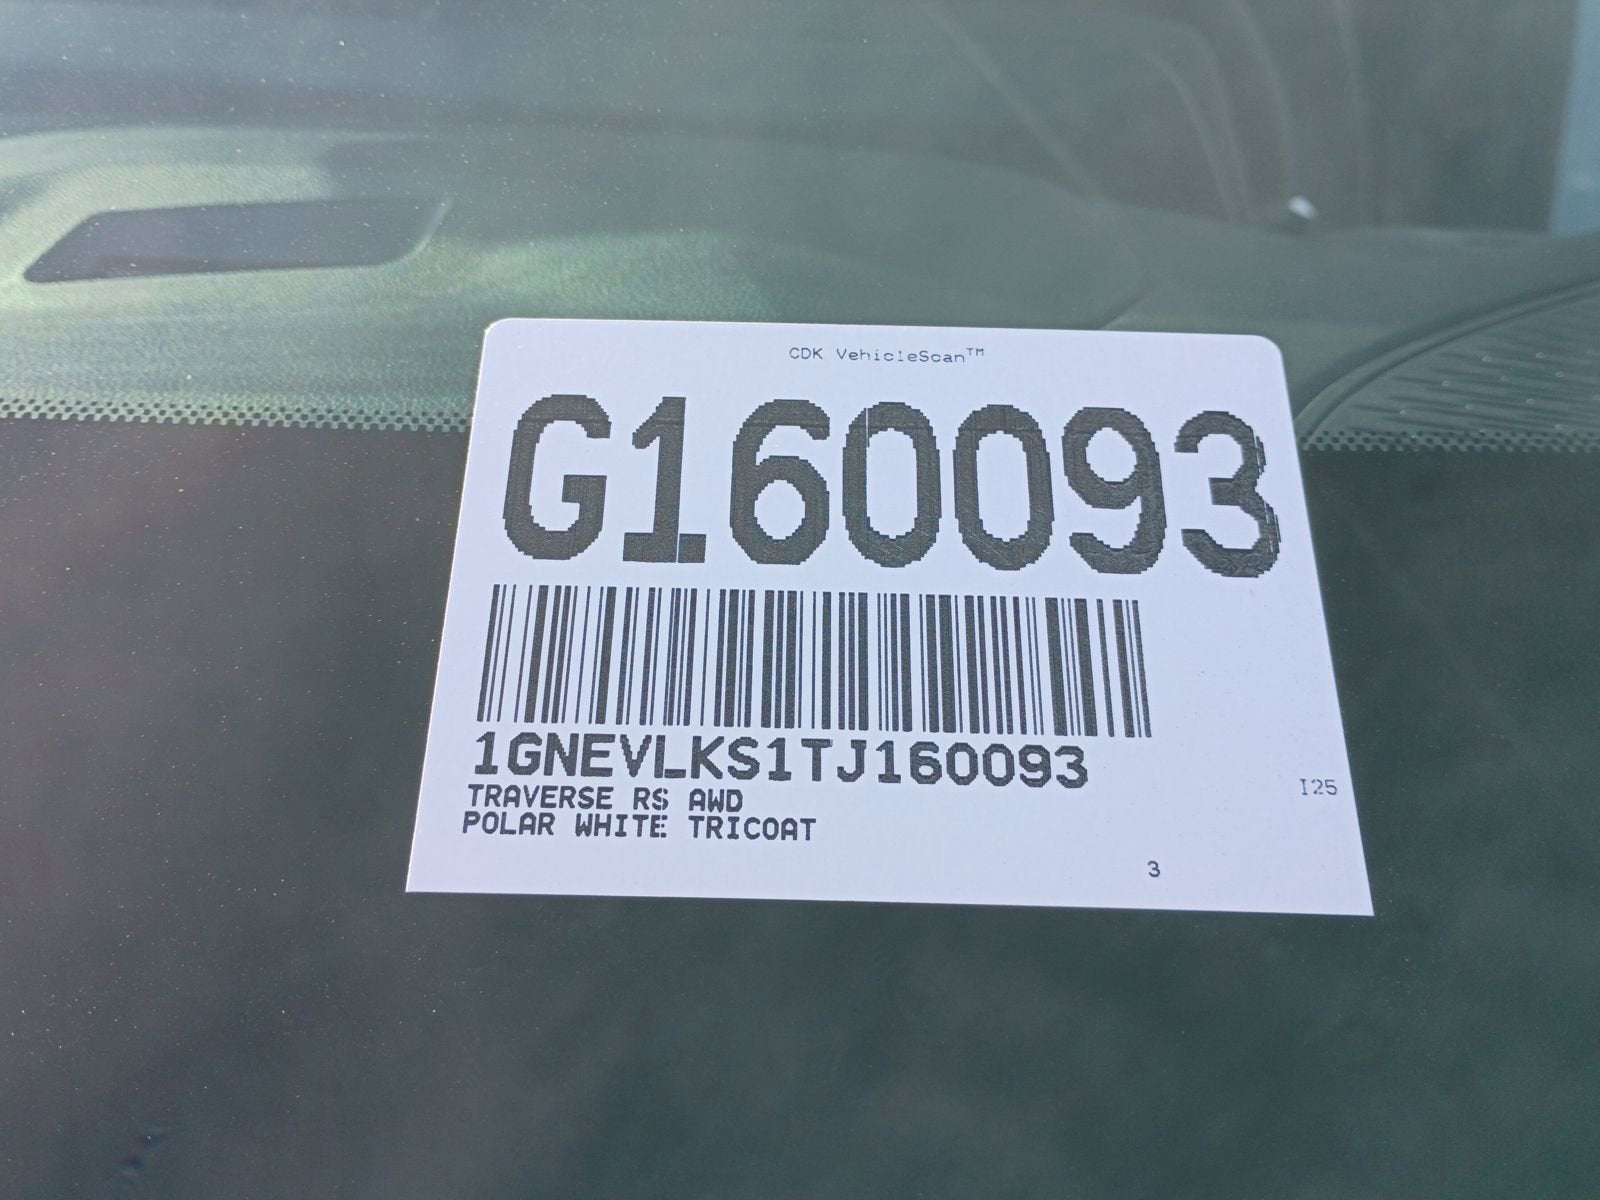 CDK VehicleScan™
G160093
1GNEVLKS1TJ160093
TRAVERSE RS AWD
POLAR WHITE TRICOAT
I25
3